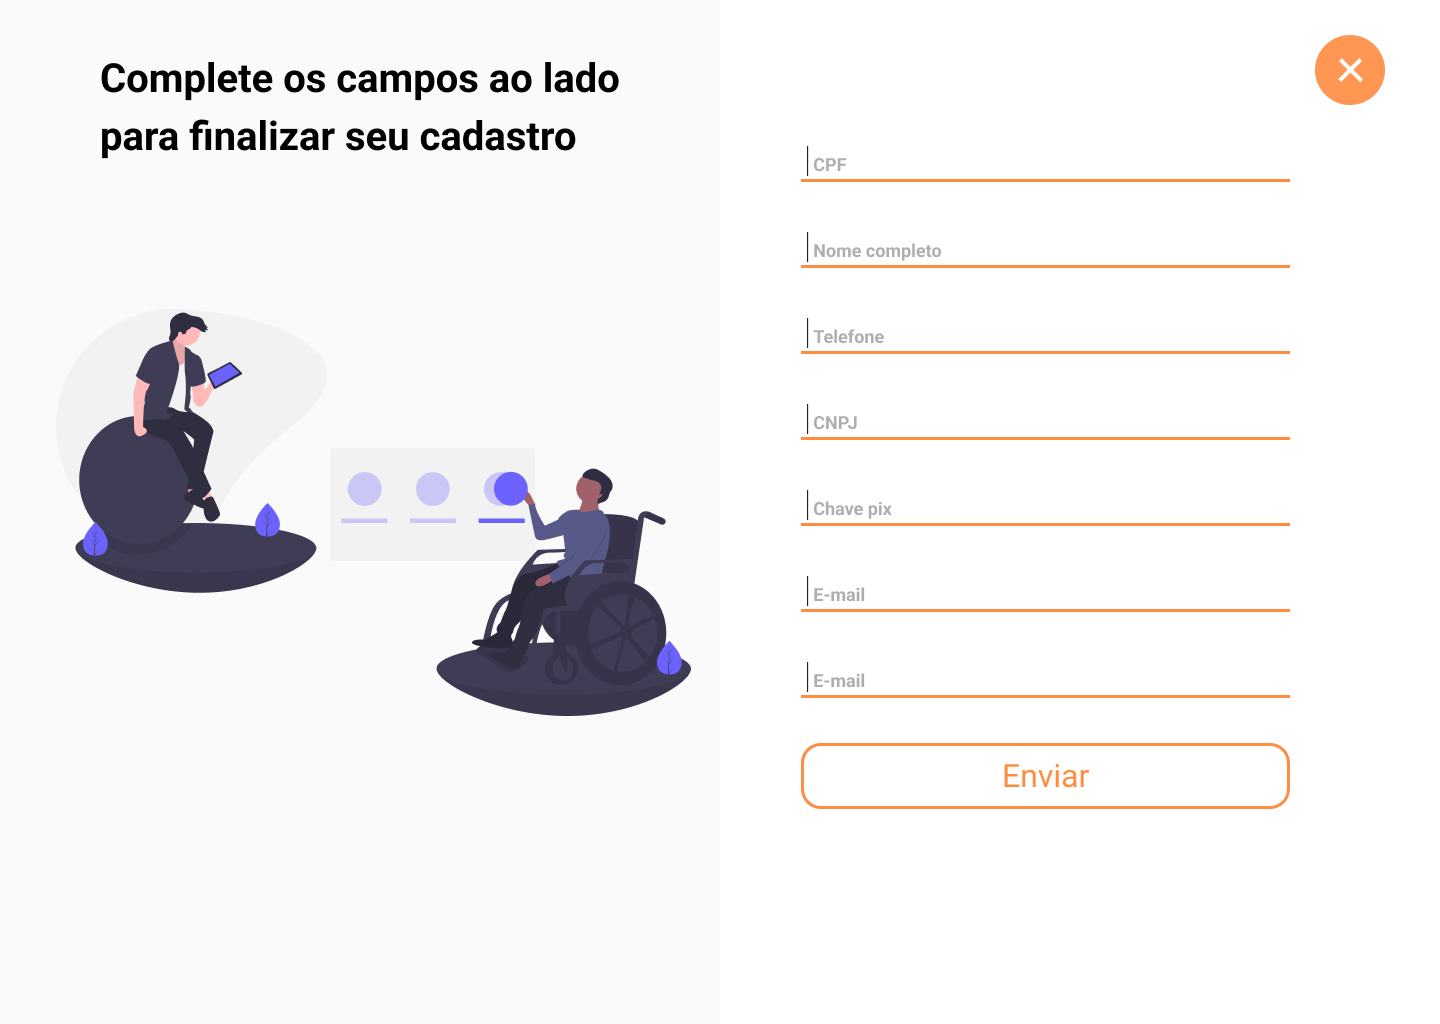 Complete os campos ao lado
para finalizar seu cadastro
CPF
Nome completo
Telefone
CNPJ
Chave pix
E-mail
E-mail
Enviar